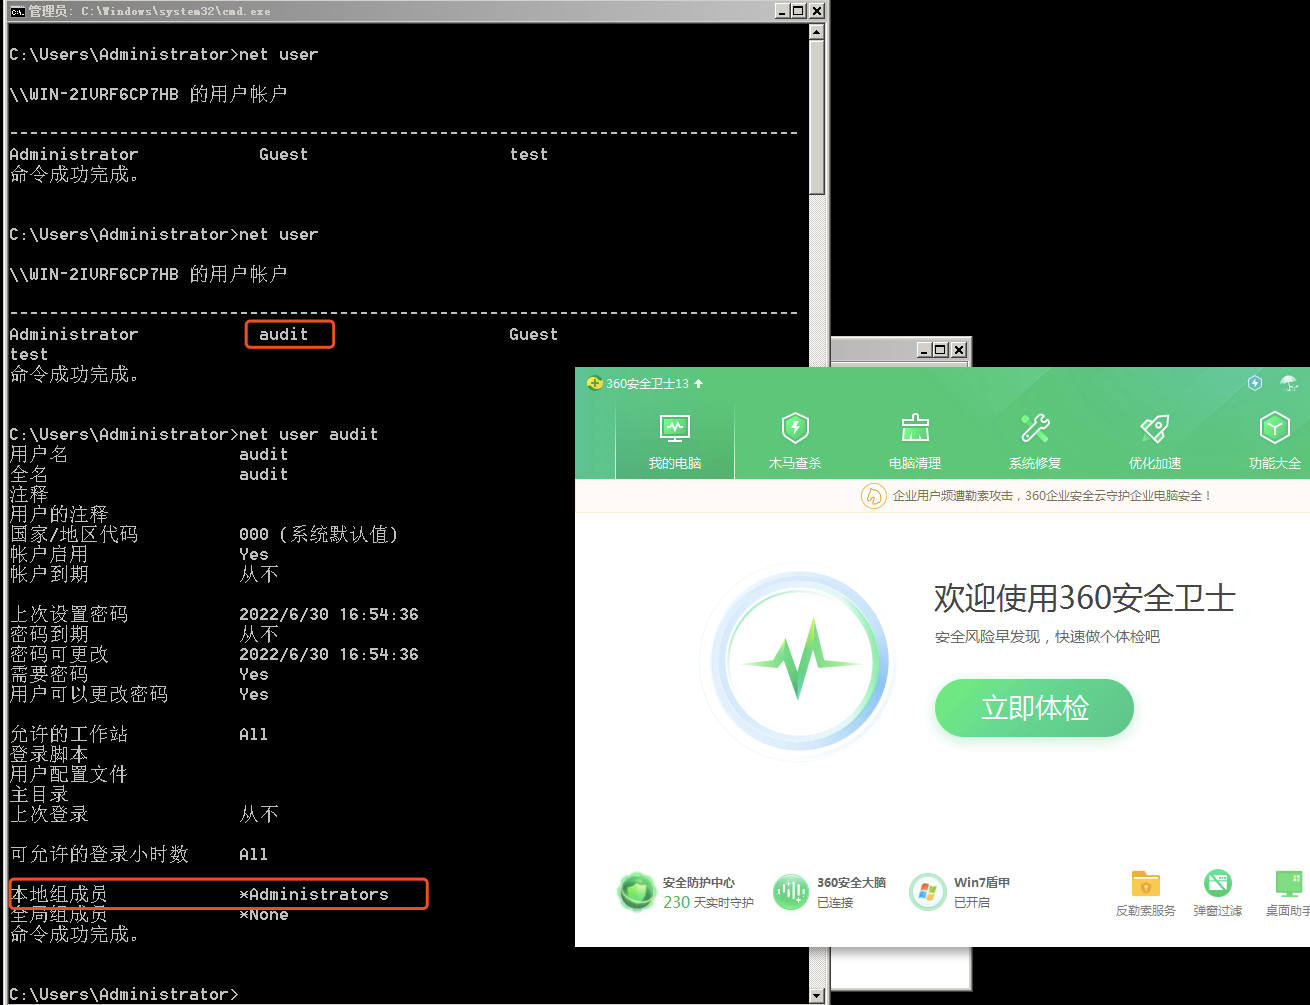 管理员: C:\Windows\system32\cmd.exe
C:\Users\Administrator>net user
\\WIN-2IVRF6CP7HB 的用户帐户
-------------------------------------------------------------------------------
Administrator Guest test
命令成功完成。
C:\Users\Administrator>net user
\\WIN-2IVRF6CP7HB 的用户帐户
-------------------------------------------------------------------------------
Administrator audit Guest
test
命令成功完成。
C:\Users\Administrator>net user audit
用户名 audit
全名 audit
注释
用户的注释
国家/地区代码 000 (系统默认值)
帐户启用 Yes
帐户到期 从不
上次设置密码 2022/6/30 16:54:36
密码到期 从不
密码可更改 2022/6/30 16:54:36
需要密码 Yes
用户可以更改密码 Yes
允许的工作站 All
登录脚本
用户配置文件
主目录
上次登录 从不
可允许的登录小时数 All
本地组成员 *Administrators
全局组成员 *None
命令成功完成。
C:\Users\Administrator>
360安全卫士13
我的电脑 木马查杀 电脑清理 系统修复 优化加速 功能大全
企业用户频遭勒索攻击，360企业安全云守护企业电脑安全！
欢迎使用360安全卫士
安全风险早发现，快速做个体检吧
立即体检
安全防护中心
230 天实时守护
360安全大脑
已连接
Win7盾甲
已开启
反勒索服务 弹窗过滤 桌面助手